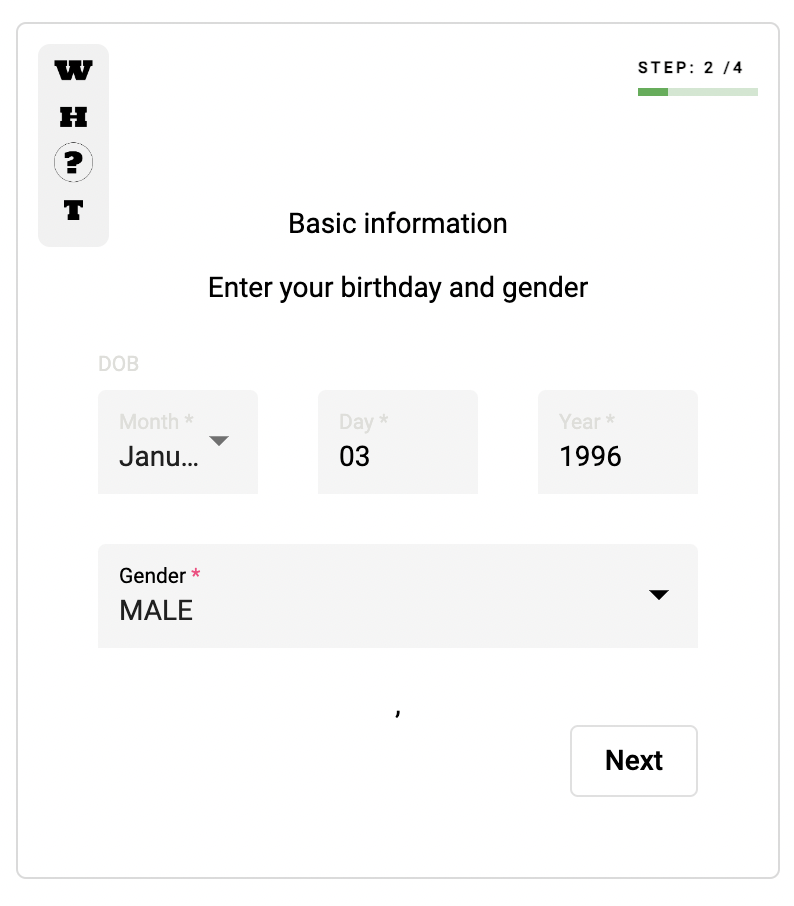 W
H
?
T
STEP: 2 /4
Basic information
Enter your birthday and gender
DOB
Month * Day * Year *
Janu... 03 1996
Gender *
MALE
,
Next